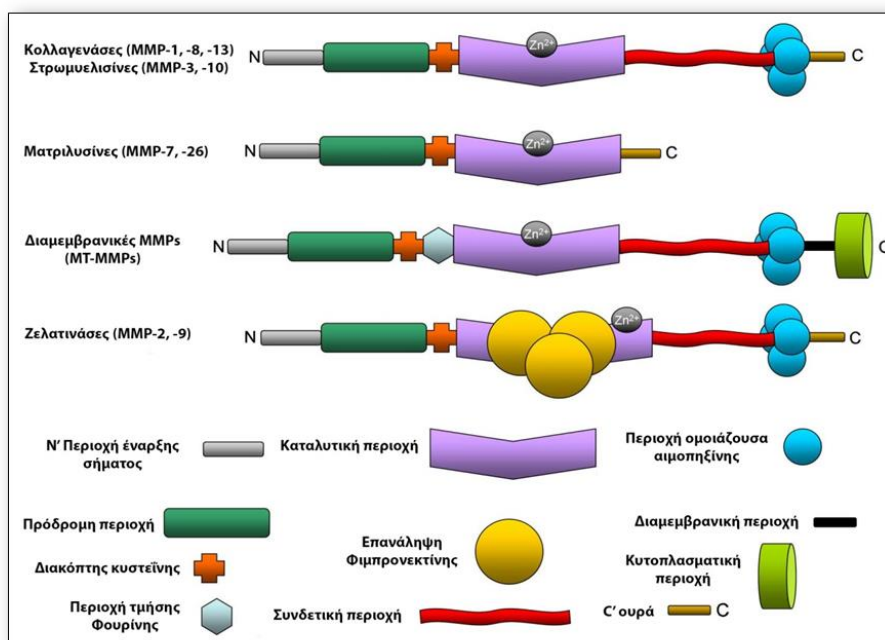 Κολλαγενάσες (MMP-1, -8, -13)
Στρωμυελισίνες (MMP-3, -10)
N
Zn2+
C
Ματριλυσίνες (MMP-7, -26)
N
Zn2+
C
Διαμεμβρανικές MMPs
(MT-MMPs)
N
Zn2+
C
Ζελατινάσες (MMP-2, -9)
N
Zn2+
C
N' Περιοχή έναρξης
σήματος
Καταλυτική περιοχή
Περιοχή ομοιάζουσα
αιμοπηξίνης
Πρόδρομη περιοχή
Επανάληψη
Φιμπρονεκτίνης
Διαμεμβρανική περιοχή
Διακόπτης κυστεΐνης
Κυτοπλασματική
περιοχή
Περιοχή τμήσης
Φουρίνης
Συνδετική περιοχή
C' ουρά
C